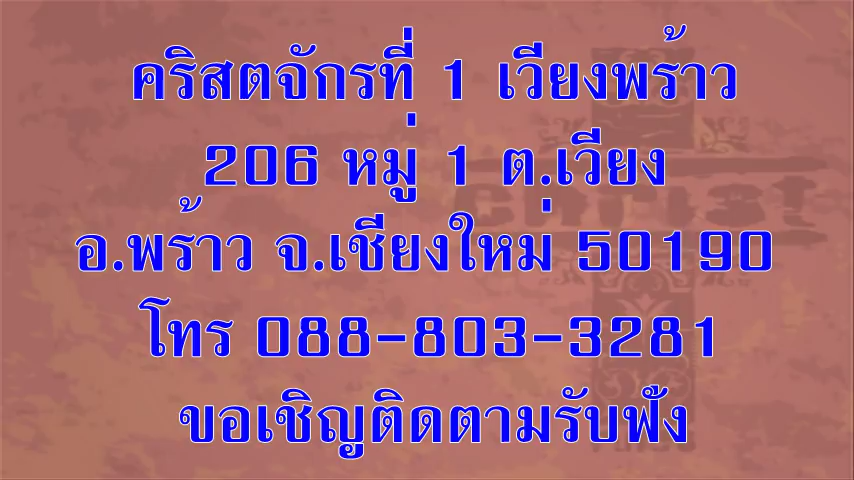 คริสตจักรที่ 1 เวียงพร้าว
206 หมู่ 1 ต.เวียง
อ.พร้าว จ.เชียงใหม่ 50190
โทร 088-803-3281
ขอเชิญติดตามรับฟัง
christ